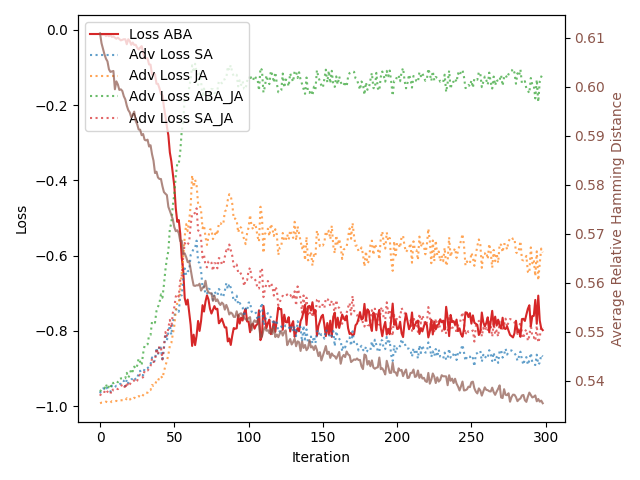 Loss ABA
Adv Loss SA
Adv Loss JA
Adv Loss ABA_JA
Adv Loss SA_JA
0.0
−0.2
−0.4
−0.6
−0.8
−1.0
Loss
0
50
100
150
200
250
300
Iteration
0.61
0.60
0.59
0.58
0.57
0.56
0.55
0.54
Average Relative Hamming Distance